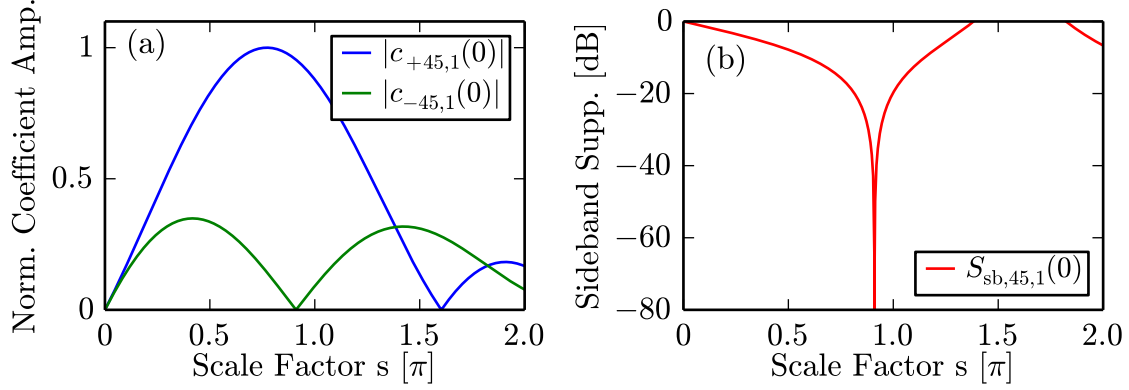 (a)
|c+45,1(0)|
|c−45,1(0)|
Norm. Coefficient Amp.
1
0.5
0
0
0.5
1.0
1.5
2.0
Scale Factor s [π]
(b)
Sideband Supp. [dB]
0
−20
−40
−60
−80
Ssb,45,1(0)
0
0.5
1.0
1.5
2.0
Scale Factor s [π]